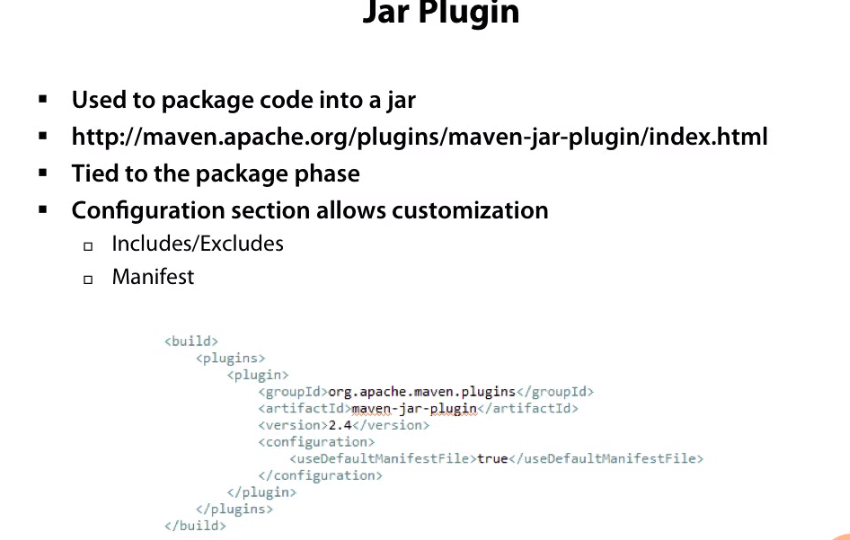 Jar Plugin
▪ Used to package code into a jar
▪ http://maven.apache.org/plugins/maven-jar-plugin/index.html
▪ Tied to the package phase
▪ Configuration section allows customization
▫ Includes/Excludes
▫ Manifest
<build>
<plugins>
<plugin>
<groupId>org.apache.maven.plugins</groupId>
<artifactId>maven-jar-plugin</artifactId>
<version>2.4</version>
<configuration>
<useDefaultManifestFile>true</useDefaultManifestFile>
</configuration>
</plugin>
</plugins>
</build>